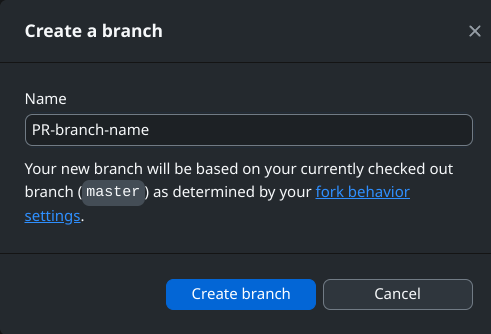 Create a branch
Name
PR-branch-name
Your new branch will be based on your currently checked out
branch (master) as determined by your fork behavior
settings.
Create branch
Cancel